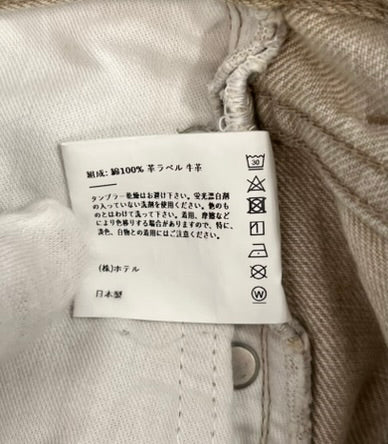 組成: 綿100% 革ラベル 牛革
タンブラー乾燥はお避け下さい。蛍光漂白剤
の入っていない洗剤を使用ください。他のも
のとはわけて洗って下さい。着用、摩擦など
により色移りする場合がありますので、特に、
淡色、白物との着用にはご注意ください。
(株)ホテル
日本製
30
W